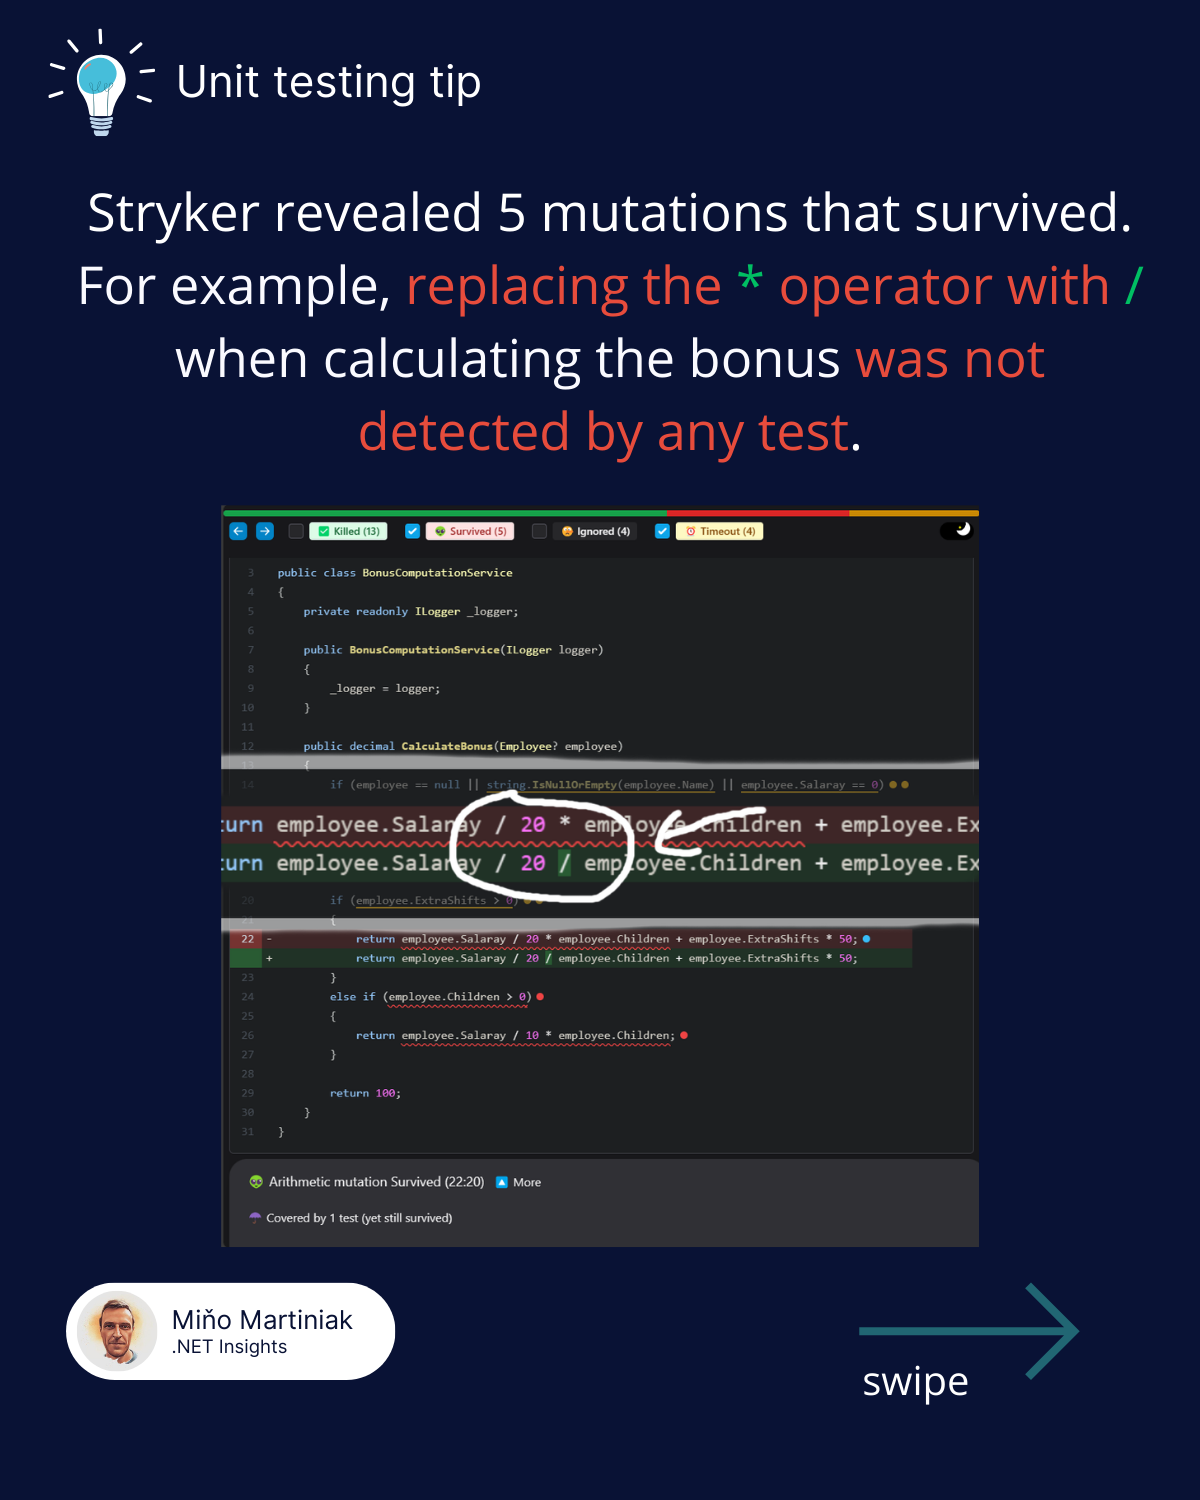 Unit testing tip
Stryker revealed 5 mutations that survived.
For example, replacing the * operator with /
when calculating the bonus was not
detected by any test.
Killed (13) Survived (5) Ignored (4) Timeout (4)
3 public class BonusComputationService
4 {
5 private readonly ILogger _logger;
6
7 public BonusComputationService(ILogger logger)
8 {
9 _logger = logger;
10 }
11
12 public decimal CalculateBonus(Employee? employee)
13 {
14 if (employee == null || string.IsNullOrEmpty(employee.Name) || employee.Salaray == 0)
turn employee.Salaray / 20 * employee.Children + employee.Ex
turn employee.Salaray / 20 / employee.Children + employee.Ex
20 if (employee.ExtraShifts > 0)
21 {
22 - return employee.Salaray / 20 * employee.Children + employee.ExtraShifts * 50;
+ return employee.Salaray / 20 / employee.Children + employee.ExtraShifts * 50;
23 }
24 else if (employee.Children > 0)
25 {
26 return employee.Salaray / 10 * employee.Children;
27 }
28
29 return 100;
30 }
31 }
Arithmetic mutation Survived (22:20) More
Covered by 1 test (yet still survived)
Miňo Martiniak
.NET Insights
swipe